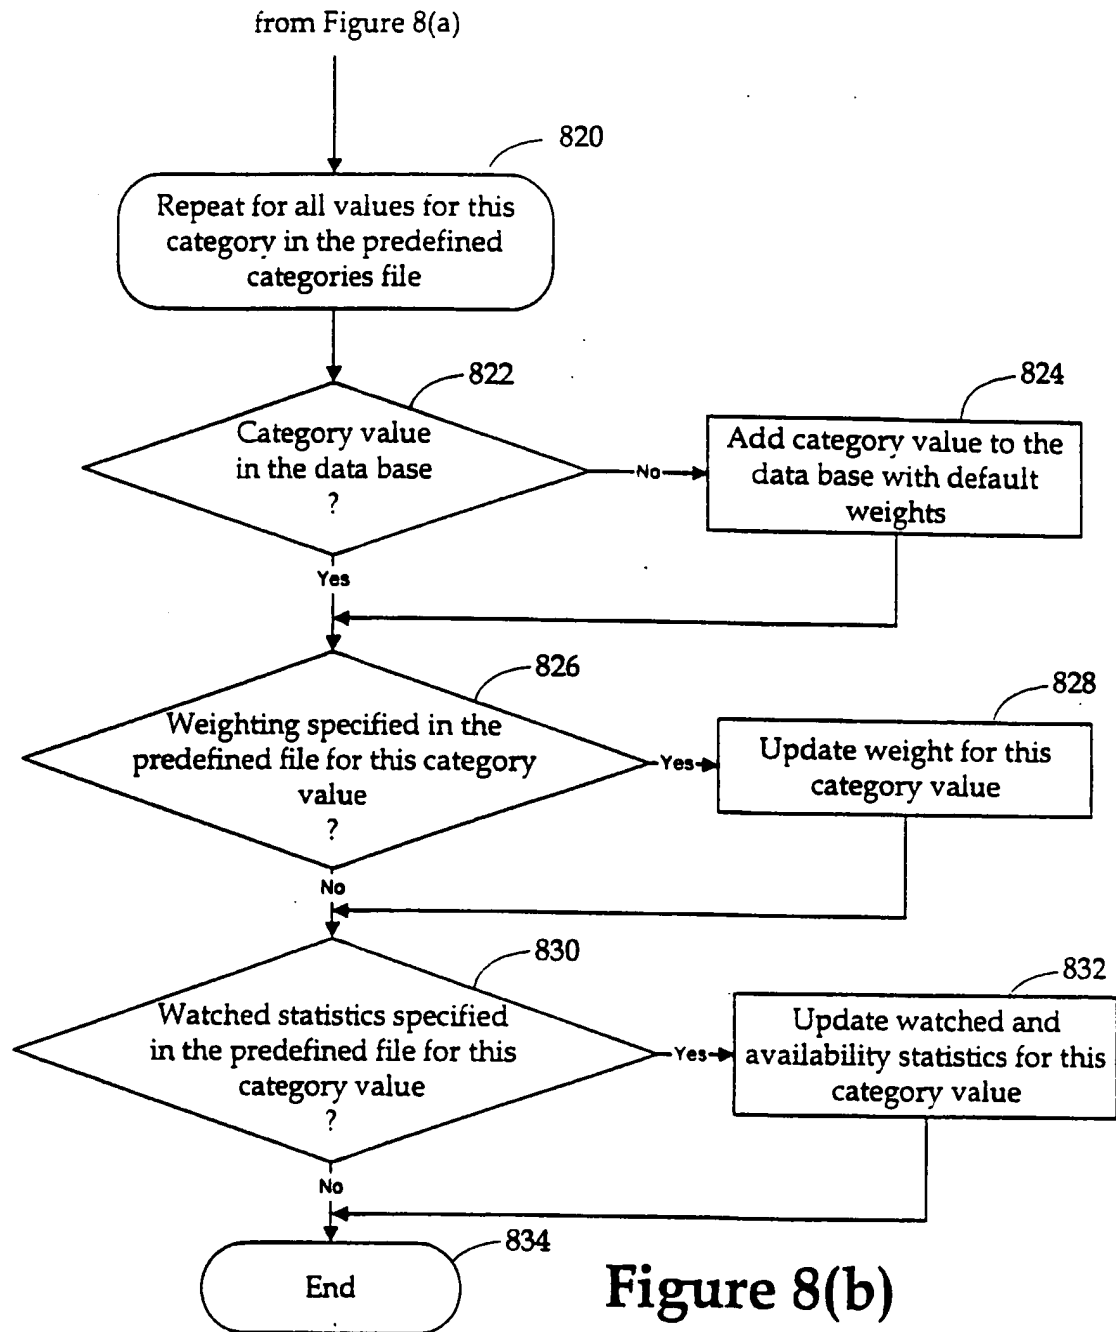 from Figure 8(a)
820
Repeat for all values for this
category in the predefined
categories file
822
Category value
in the data base
?
No
824
Add category value to the
data base with default
weights
Yes
826
Weighting specified in the
predefined file for this category
value
?
Yes
828
Update weight for this
category value
No
830
Watched statistics specified
in the predefined file for this
category value
?
Yes
832
Update watched and
availability statistics for this
category value
No
834
End
Figure 8(b)